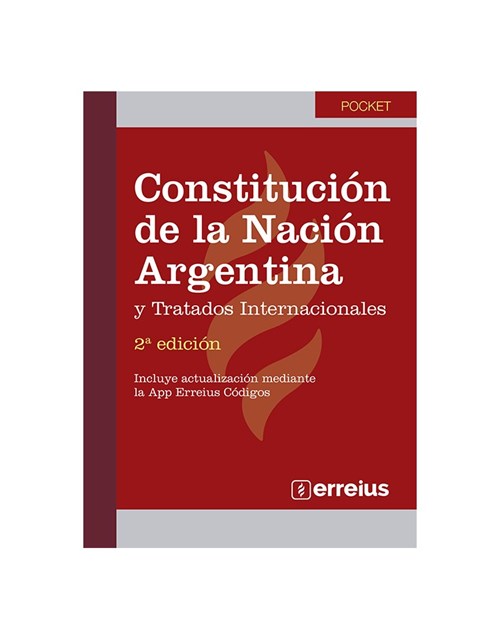 POCKET
Constitución
de la Nación
Argentina
y Tratados Internacionales
2ª edición
Incluye actualización mediante
la App Erreius Códigos
erreius